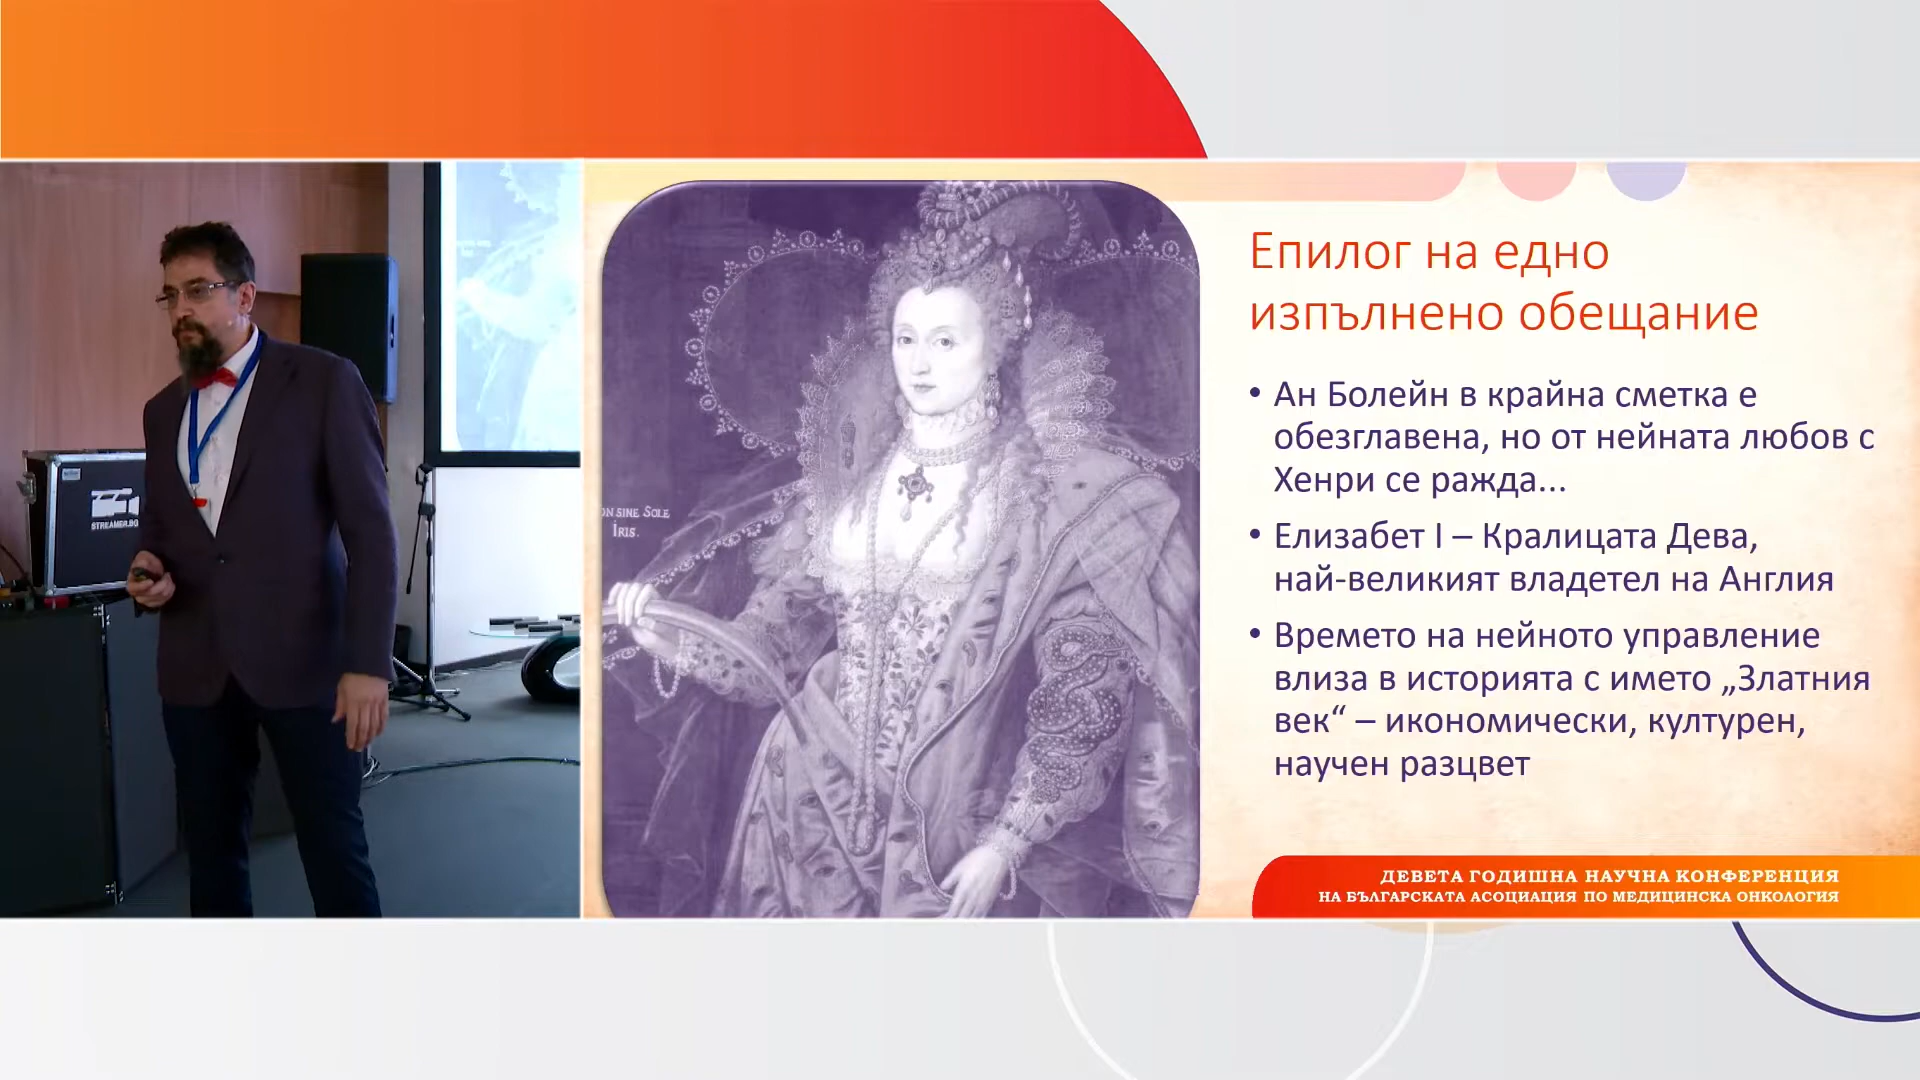 STREAMER.BG
ON SINE SOLE
IRIS.
Епилог на едно
изпълнено обещание
• Ан Болейн в крайна сметка е
обезглавена, но от нейната любов с
Хенри се ражда...
• Елизабет I – Кралицата Дева,
най-великият владетел на Англия
• Времето на нейното управление
влиза в историята с името „Златния
век“ – икономически, културен,
научен разцвет
ДЕВЕТА ГОДИШНА НАУЧНА КОНФЕРЕНЦИЯ
НА БЪЛГАРСКАТА АСОЦИАЦИЯ ПО МЕДИЦИНСКА ОНКОЛОГИЯ